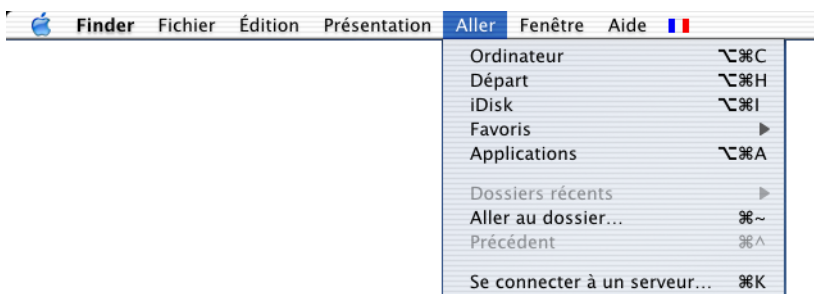 Finder Fichier Édition Présentation Aller Fenêtre Aide
Ordinateur ⌥⌘C
Départ ⌥⌘H
iDisk ⌥⌘I
Favoris ▶
Applications ⌥⌘A
Dossiers récents ▶
Aller au dossier... ⌘~
Précédent ⌘^
Se connecter à un serveur... ⌘K